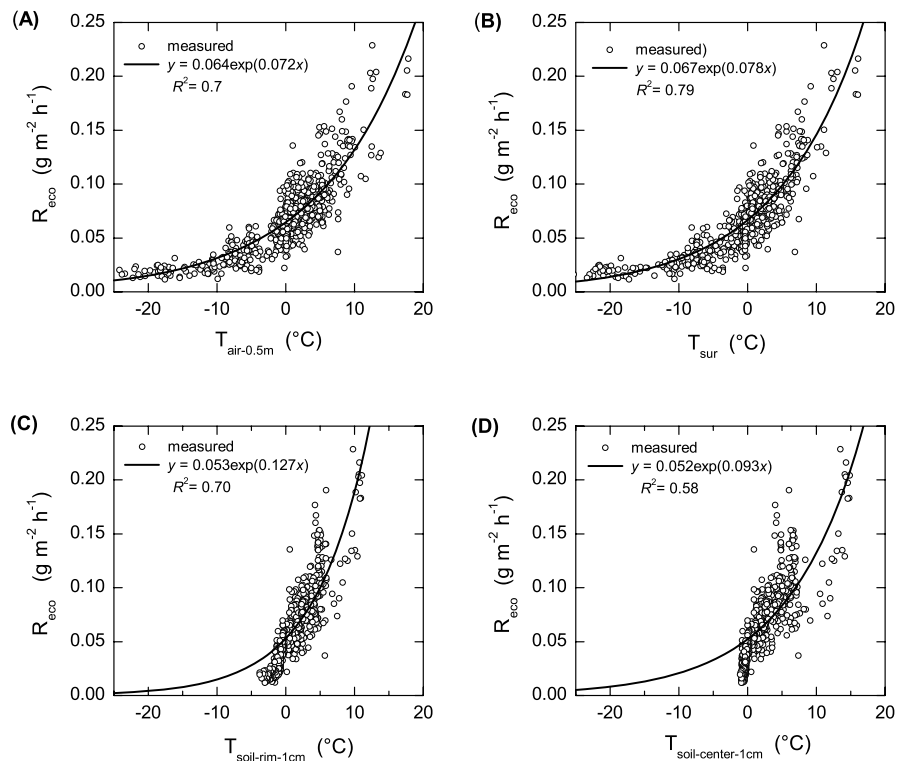 (A)
0.25
0.20
0.15
0.10
0.05
0.00
R_eco (g m⁻² h⁻¹)
measured
y = 0.064exp(0.072x)
R²= 0.7
-20 -10 0 10 20
T_air-0.5m (°C)
(B)
0.25
0.20
0.15
0.10
0.05
0.00
R_eco (g m⁻² h⁻¹)
measured)
y = 0.067exp(0.078x)
R²= 0.79
-20 -10 0 10 20
T_sur (°C)
(C)
0.25
0.20
0.15
0.10
0.05
0.00
R_eco (g m⁻² h⁻¹)
measured
y = 0.053exp(0.127x)
R²= 0.70
-20 -10 0 10 20
T_soil-rim-1cm (°C)
(D)
0.25
0.20
0.15
0.10
0.05
0.00
R_eco (g m⁻² h⁻¹)
measured
y = 0.052exp(0.093x)
R²= 0.58
-20 -10 0 10 20
T_soil-center-1cm (°C)